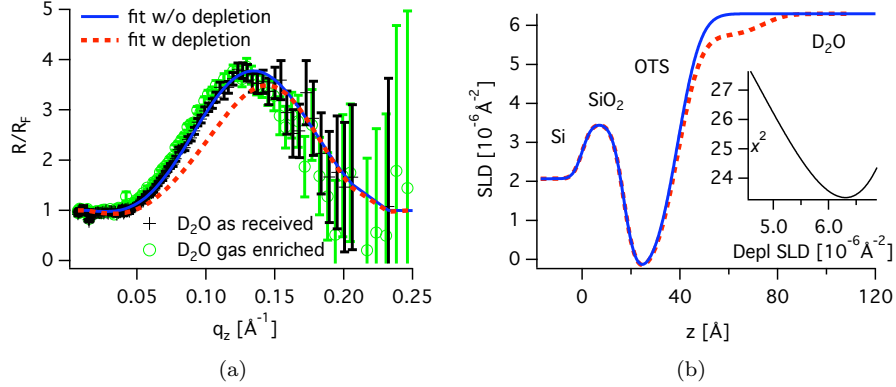 5
4
3
2
1
0
R/R_F
fit w/o depletion
fit w depletion
D₂O as received
D₂O gas enriched
0.05
0.10
0.15
0.20
0.25
q_z [Å⁻¹]
(a)
6
5
4
3
2
1
0
SLD [10⁻⁶Å⁻²]
Si
SiO₂
OTS
D₂O
27
26
25
24
x²
5.0
6.0
Depl SLD [10⁻⁶Å⁻²]
0
40
80
120
z [Å]
(b)